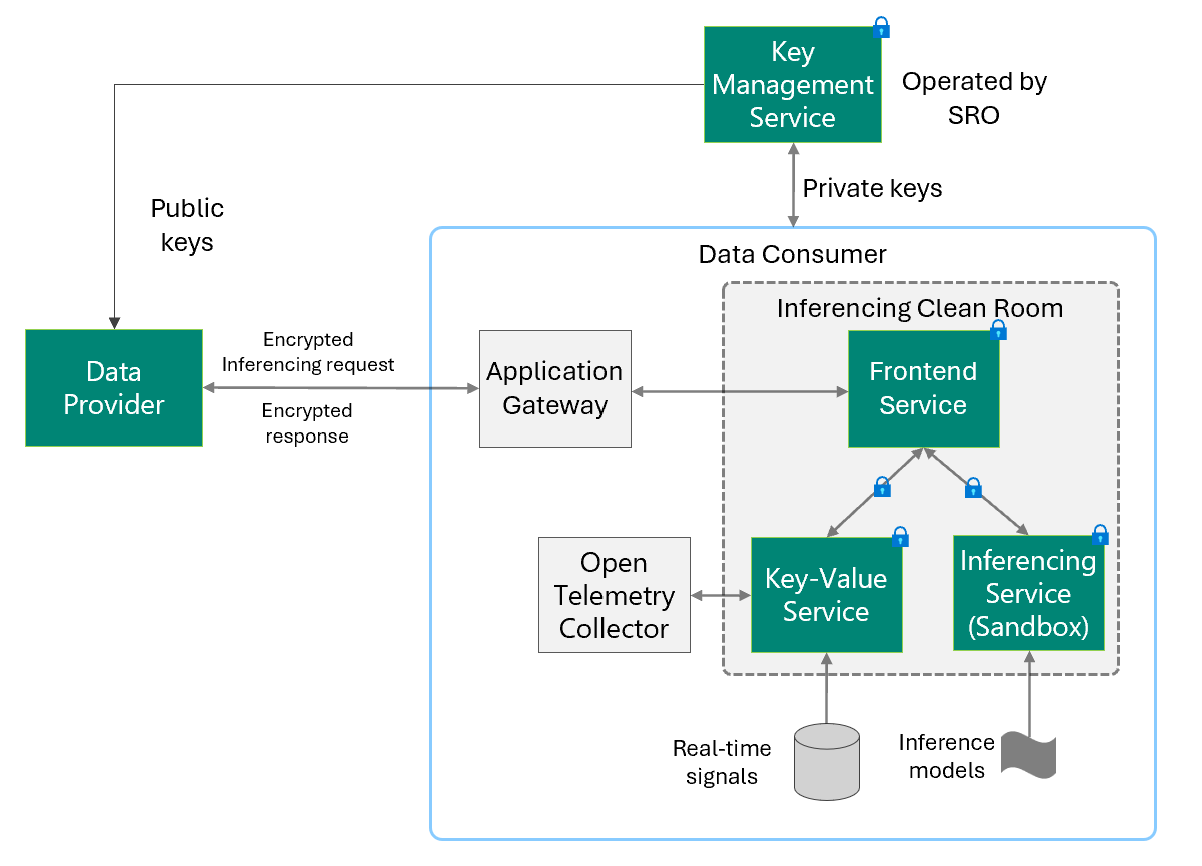 Key
Management
Service
Operated by
SRO
Private keys
Public
keys
Data Consumer
Inferencing Clean Room
Data
Provider
Encrypted
Inferencing request
Encrypted
response
Application
Gateway
Frontend
Service
Open
Telemetry
Collector
Key-Value
Service
Inferencing
Service
(Sandbox)
Real-time
signals
Inference
models